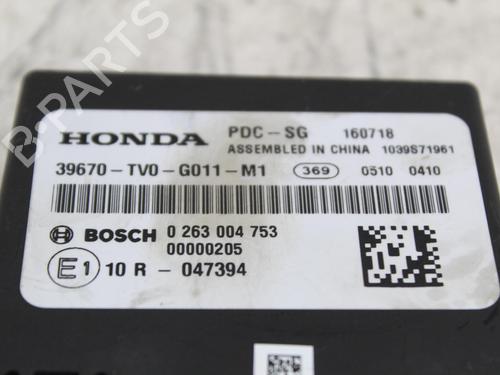 HONDA PDC-SG 160718
ASSEMBLED IN CHINA 1039S71961
39670-TV0-G011-M1 369 0510 0410
BOSCH 0 263 004 753
00000205
E1 10 R - 047394